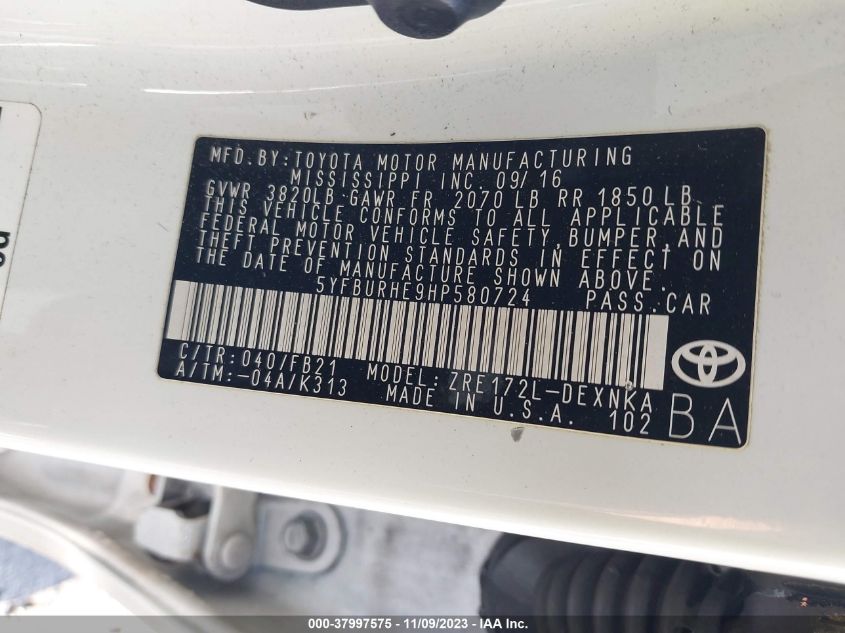 MFD. BY: TOYOTA MOTOR MANUFACTURING
MISSISSIPPI INC. 09/16
GVWR 3820LB GAWR FR 2070 LB RR 1850 LB
THIS VEHICLE CONFORMS TO ALL APPLICABLE
FEDERAL MOTOR VEHICLE SAFETY, BUMPER, AND
THEFT PREVENTION STANDARDS IN EFFECT ON
THE DATE OF MANUFACTURE SHOWN ABOVE.
5YFBURHE9HP580724 PASS. CAR
C/TR: 040/FB21 MODEL: ZRE172L-DEXNKA
A/TM: -04A/K313 MADE IN U.S.A. 102
BA
000-37997575 - 11/09/2023 - IAA Inc.